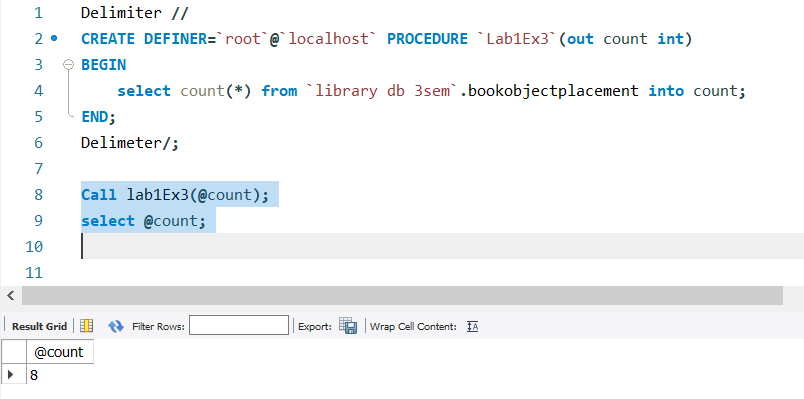 1 Delimiter //
2 CREATE DEFINER=`root`@`localhost` PROCEDURE `Lab1Ex3`(out count int)
3 BEGIN
4 select count(*) from `library db 3sem`.bookobjectplacement into count;
5 END;
6 Delimeter/;
7
8 Call lab1Ex3(@count);
9 select @count;
10
11
Result Grid Filter Rows: Export: Wrap Cell Content:
@count
8